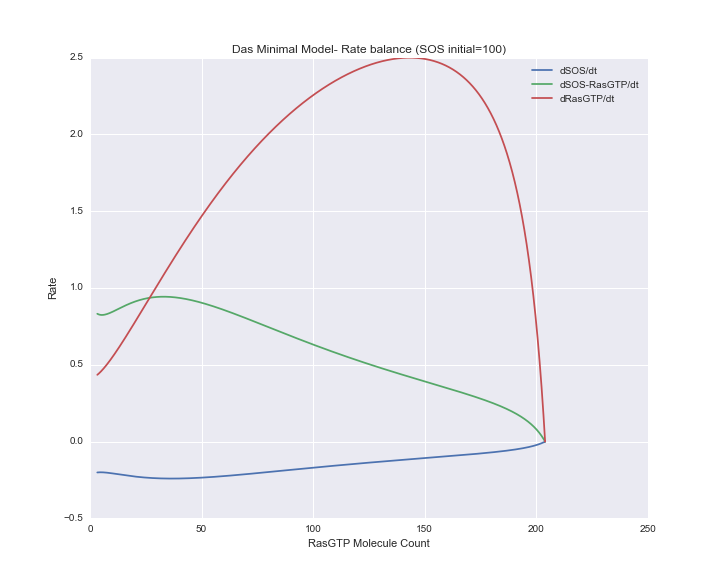 Das Minimal Model- Rate balance (SOS initial=100)
2.5
2.0
1.5
1.0
0.5
0.0
−0.5
Rate
dSOS/dt
dSOS-RasGTP/dt
dRasGTP/dt
0
50
100
150
200
250
RasGTP Molecule Count